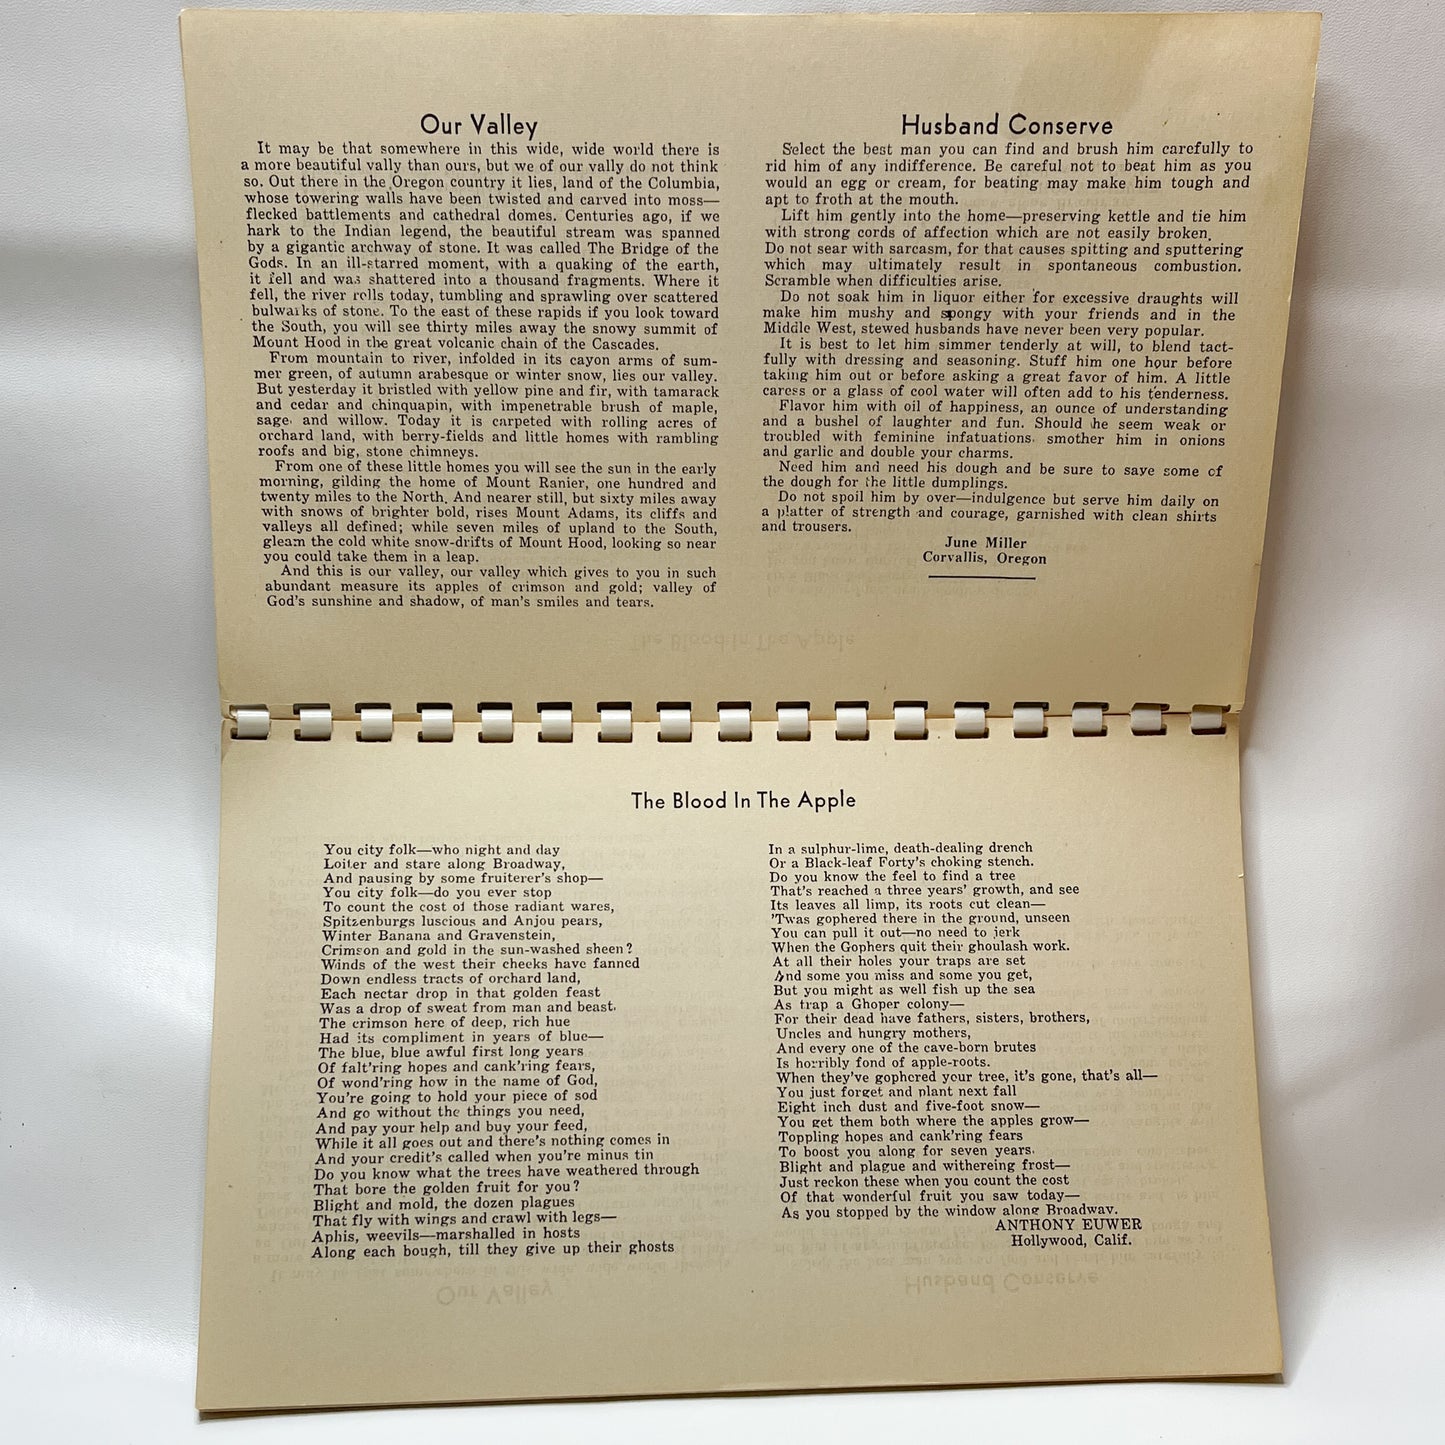 Our Valley
It may be that somewhere in this wide, wide world there is
a more beautiful vally than ours, but we of our vally do not think
so. Out there in the Oregon country it lies, land of the Columbia,
whose towering walls have been twisted and carved into moss—
flecked battlements and cathedral domes. Centuries ago, if we
hark to the Indian legend, the beautiful stream was spanned
by a gigantic archway of stone. It was called The Bridge of the
Gods. In an ill-starred moment, with a quaking of the earth,
it fell and was shattered into a thousand fragments. Where it
fell, the river rolls today, tumbling and sprawling over scattered
bulwarks of stone. To the east of these rapids if you look toward
the South, you will see thirty miles away the snowy summit of
Mount Hood in the great volcanic chain of the Cascades.
From mountain to river, infolded in its cayon arms of sum-
mer green, of autumn arabesque or winter snow, lies our valley.
But yesterday it bristled with yellow pine and fir, with tamarack
and cedar and chinquapin, with impenetrable brush of maple,
sage, and willow. Today it is carpeted with rolling acres of
orchard land, with berry-fields and little homes with rambling
roofs and big, stone chimneys.
From one of these little homes you will see the sun in the early
morning, gilding the home of Mount Ranier, one hundred and
twenty miles to the North. And nearer still, but sixty miles away
with snows of brighter bold, rises Mount Adams, its cliffs and
valleys all defined; while seven miles of upland to the South,
gleam the cold white snow-drifts of Mount Hood, looking so near
you could take them in a leap.
And this is our valley, our valley which gives to you in such
abundant measure its apples of crimson and gold; valley of
God's sunshine and shadow, of man's smiles and tears.
Husband Conserve
Select the best man you can find and brush him carefully to
rid him of any indifference. Be careful not to beat him as you
would an egg or cream, for beating may make him tough and
apt to froth at the mouth.
Lift him gently into the home—preserving kettle and tie him
with strong cords of affection which are not easily broken.
Do not sear with sarcasm, for that causes spitting and sputtering
which may ultimately result in spontaneous combustion.
Scramble when difficulties arise.
Do not soak him in liquor either for excessive draughts will
make him mushy and spongy with your friends and in the
Middle West, stewed husbands have never been very popular.
It is best to let him simmer tenderly at will, to blend tact-
fully with dressing and seasoning. Stuff him one hour before
taking him out or before asking a great favor of him. A little
caress or a glass of cool water will often add to his tenderness.
Flavor him with oil of happiness, an ounce of understanding
and a bushel of laughter and fun. Should he seem weak or
troubled with feminine infatuations, smother him in onions
and garlic and double your charms.
Need him and need his dough and be sure to save some of
the dough for the little dumplings.
Do not spoil him by over—indulgence but serve him daily on
a platter of strength and courage, garnished with clean shirts
and trousers.
June Miller
Corvallis, Oregon
The Blood In The Apple
You city folk—who night and day
Loiter and stare along Broadway,
And pausing by some fruiterer's shop—
You city folk—do you ever stop
To count the cost of those radiant wares,
Spitzenburgs luscious and Anjou pears,
Winter Banana and Gravenstein,
Crimson and gold in the sun-washed sheen?
Winds of the west their cheeks have fanned
Down endless tracts of orchard land,
Each nectar drop in that golden feast
Was a drop of sweat from man and beast.
The crimson here of deep, rich hue
Had its compliment in years of blue—
The blue, blue awful first long years
Of falt'ring hopes and cank'ring fears,
Of wond'ring how in the name of God,
You're going to hold your piece of sod
And go without the things you need,
And pay your help and buy your feed,
While it all goes out and there's nothing comes in
And your credit's called when you're minus tin
Do you know what the trees have weathered through
That bore the golden fruit for you?
Blight and mold, the dozen plagues
That fly with wings and crawl with legs—
Aphis, weevils—marshalled in hosts
Along each bough, till they give up their ghosts
In a sulphur-lime, death-dealing drench
Or a Black-leaf Forty's choking stench.
Do you know the feel to find a tree
That's reached a three years' growth, and see
Its leaves all limp, its roots cut clean—
'Twas gophered there in the ground, unseen
You can pull it out—no need to jerk
When the Gophers quit their ghoulash work.
At all their holes your traps are set
And some you miss and some you get,
But you might as well fish up the sea
As trap a Ghoper colony—
For their dead have fathers, sisters, brothers,
Uncles and hungry mothers,
And every one of the cave-born brutes
Is horribly fond of apple-roots.
When they've gophered your tree, it's gone, that's all—
You just forget and plant next fall
Eight inch dust and five-foot snow—
You get them both where the apples grow—
Toppling hopes and cank'ring fears
To boost you along for seven years.
Blight and plague and withereing frost—
Just reckon these when you count the cost
Of that wonderful fruit you saw today—
As you stopped by the window along Broadway.
ANTHONY EUWER
Hollywood, Calif.